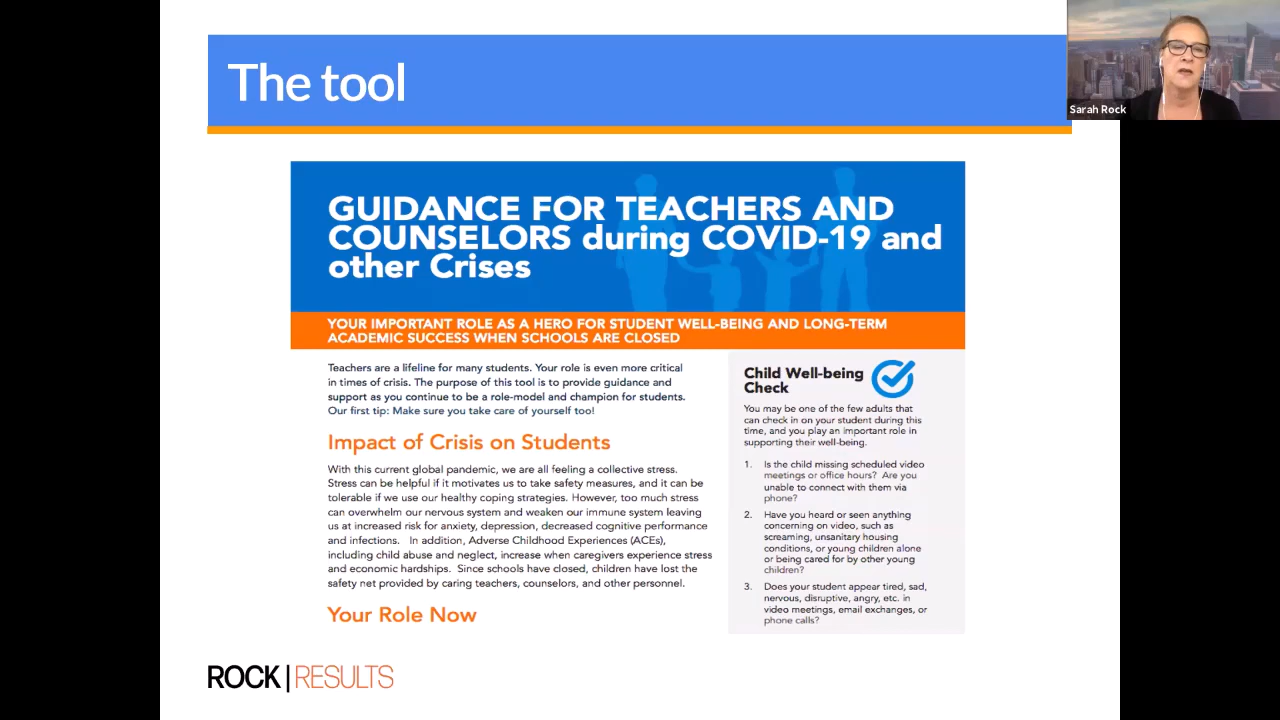 The tool
Sarah Rock
GUIDANCE FOR TEACHERS AND
COUNSELORS during COVID-19 and
other Crises
YOUR IMPORTANT ROLE AS A HERO FOR STUDENT WELL-BEING AND LONG-TERM
ACADEMIC SUCCESS WHEN SCHOOLS ARE CLOSED
Teachers are a lifeline for many students. Your role is even more critical
in times of crisis. The purpose of this tool is to provide guidance and
support as you continue to be a role-model and champion for students.
Our first tip: Make sure you take care of yourself too!
Impact of Crisis on Students
With this current global pandemic, we are all feeling a collective stress.
Stress can be helpful if it motivates us to take safety measures, and it can be
tolerable if we use our healthy coping strategies. However, too much stress
can overwhelm our nervous system and weaken our immune system leaving
us at increased risk for anxiety, depression, decreased cognitive performance
and infections. In addition, Adverse Childhood Experiences (ACEs),
including child abuse and neglect, increase when caregivers experience stress
and economic hardships. Since schools have closed, children have lost the
safety net provided by caring teachers, counselors, and other personnel.
Your Role Now
Child Well-being
Check
You may be one of the few adults that
can check in on your student during this
time, and you play an important role in
supporting their well-being.
1. Is the child missing scheduled video
meetings or office hours? Are you
unable to connect with them via
phone?
2. Have you heard or seen anything
concerning on video, such as
screaming, unsanitary housing
conditions, or young children alone
or being cared for by other young
children?
3. Does your student appear tired, sad,
nervous, disruptive, angry, etc. in
video meetings, email exchanges, or
phone calls?
ROCK|RESULTS